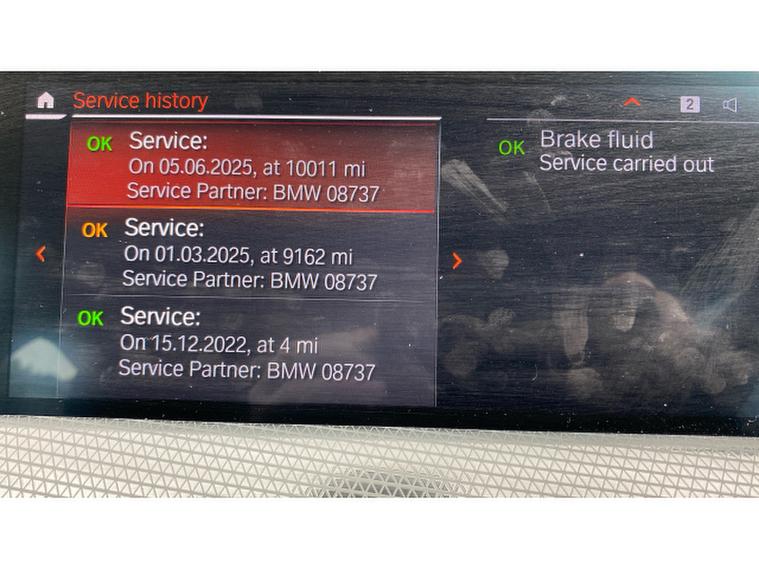 Service history
2
OK Service:
On 05.06.2025, at 10011 mi
Service Partner: BMW 08737
OK Service:
On 01.03.2025, at 9162 mi
Service Partner: BMW 08737
OK Service:
On 15.12.2022, at 4 mi
Service Partner: BMW 08737
OK Brake fluid
Service carried out